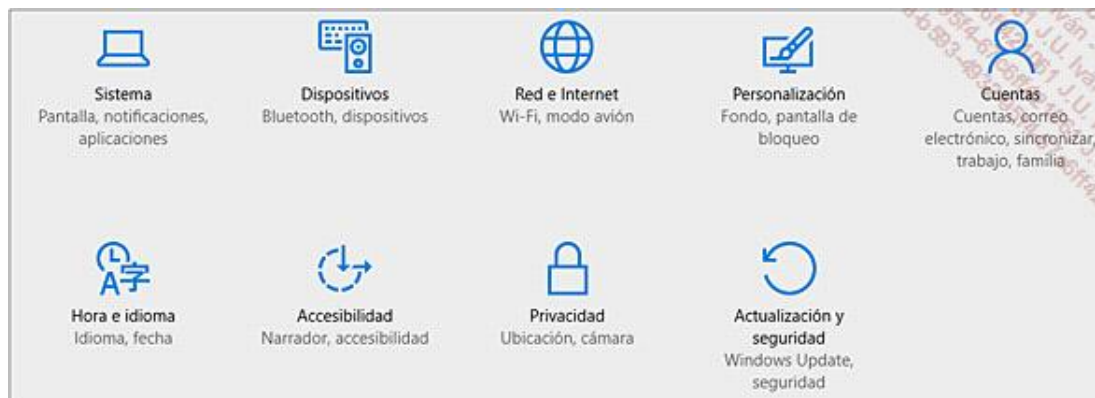 Sistema
Pantalla, notificaciones,
aplicaciones
Dispositivos
Bluetooth, dispositivos
Red e Internet
Wi-Fi, modo avión
Personalización
Fondo, pantalla de
bloqueo
Cuentas
Cuentas, correo
electrónico, sincronizar,
trabajo, familia
A字
Hora e idioma
Idioma, fecha
Accesibilidad
Narrador, accesibilidad
Privacidad
Ubicación, cámara
Actualización y
seguridad
Windows Update,
seguridad